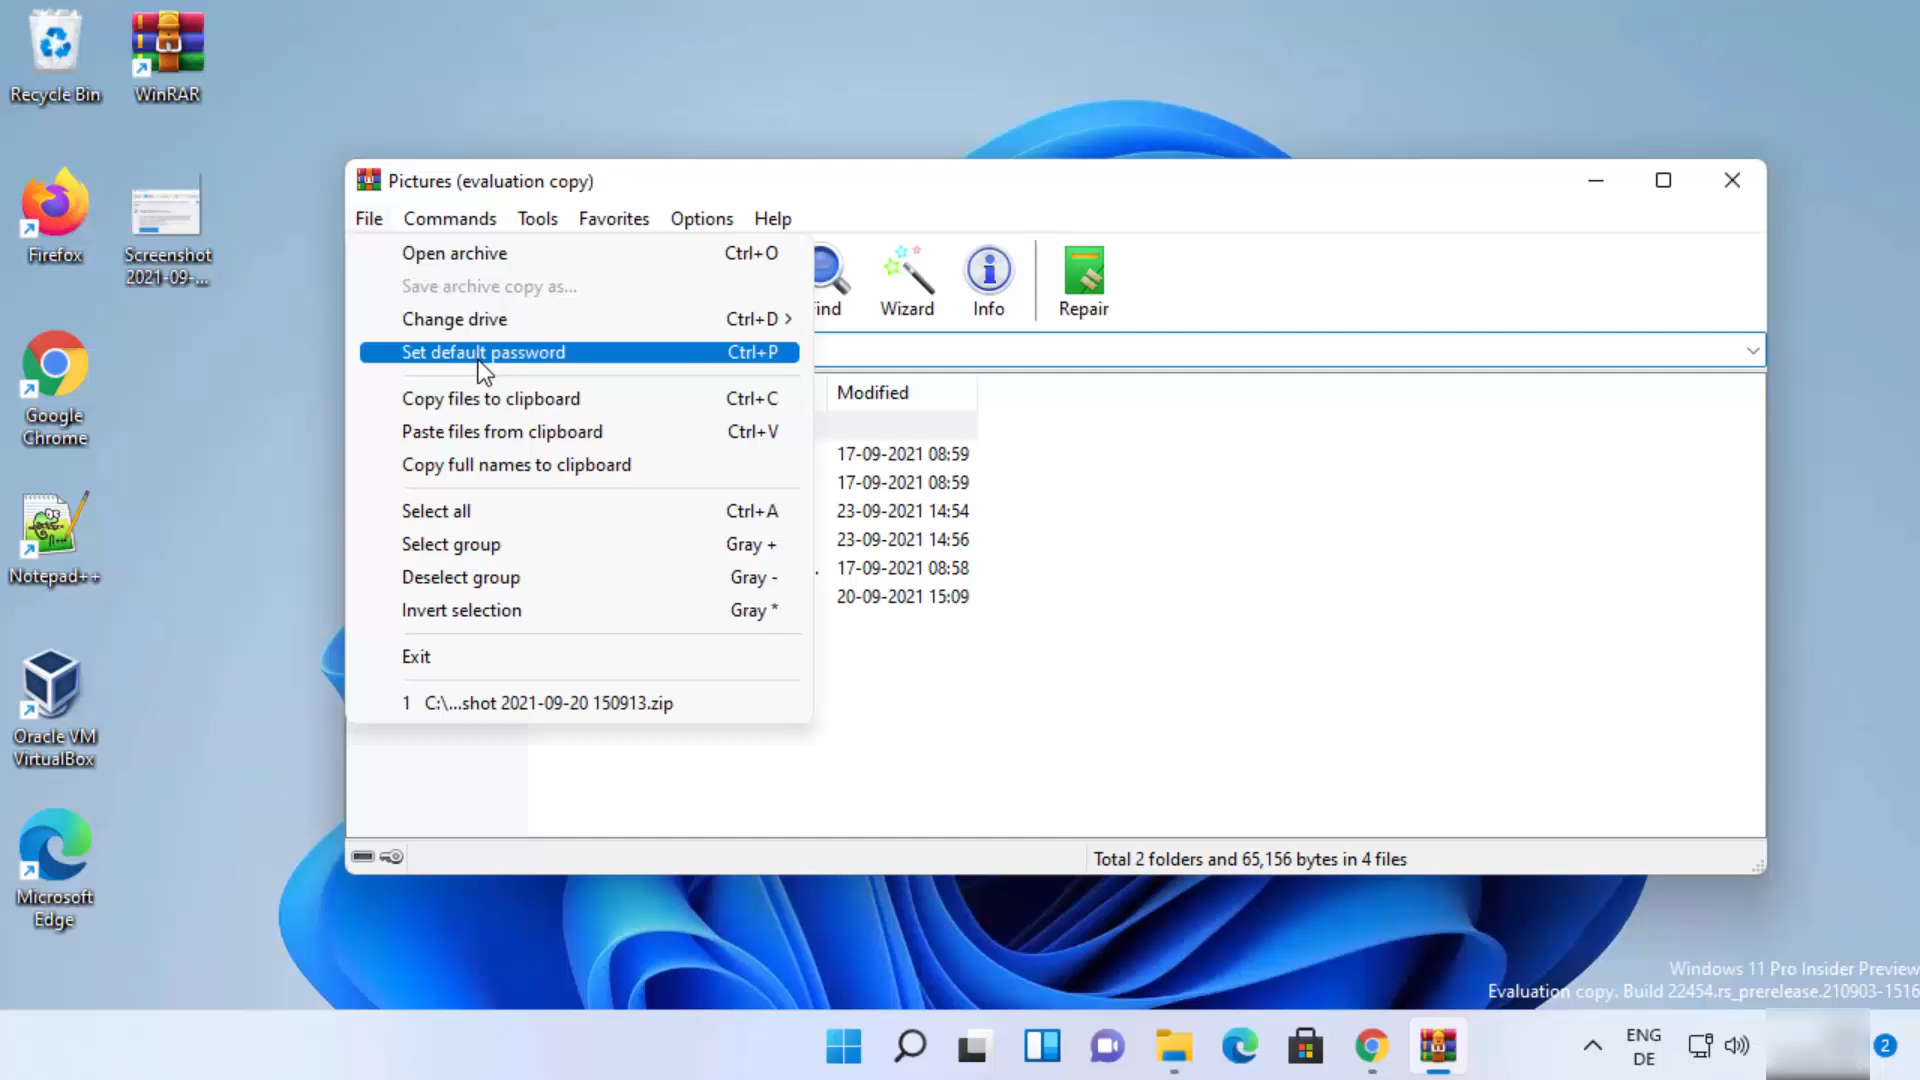 Recycle Bin
WinRAR
Firefox
Screenshot
2021-09-...
Google
Chrome
Notepad++
Oracle VM
VirtualBox
Microsoft
Edge
Pictures (evaluation copy)
File Commands Tools Favorites Options Help
Open archive Ctrl+O
Save archive copy as...
Change drive Ctrl+D
Set default password Ctrl+P
Copy files to clipboard Ctrl+C
Paste files from clipboard Ctrl+V
Copy full names to clipboard
Select all Ctrl+A
Select group Gray +
Deselect group Gray -
Invert selection Gray *
Exit
1 C:\...shot 2021-09-20 150913.zip
ind Wizard Info Repair
Modified
17-09-2021 08:59
17-09-2021 08:59
23-09-2021 14:54
23-09-2021 14:56
17-09-2021 08:58
20-09-2021 15:09
Total 2 folders and 65,156 bytes in 4 files
Windows 11 Pro Insider Preview
Evaluation copy. Build 22454.rs_prerelease.210903-1516
ENG
DE
2